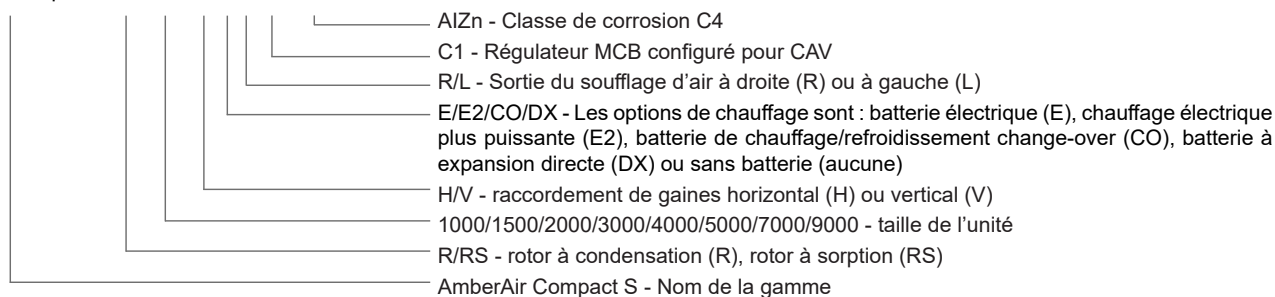 AlZn - Classe de corrosion C4
C1 - Régulateur MCB configuré pour CAV
R/L - Sortie du soufflage d’air à droite (R) ou à gauche (L)
E/E2/CO/DX - Les options de chauffage sont : batterie électrique (E), chauffage électrique
plus puissante (E2), batterie de chauffage/refroidissement change-over (CO), batterie à
expansion directe (DX) ou sans batterie (aucune)
H/V - raccordement de gaines horizontal (H) ou vertical (V)
1000/1500/2000/3000/4000/5000/7000/9000 - taille de l’unité
R/RS - rotor à condensation (R), rotor à sorption (RS)
AmberAir Compact S - Nom de la gamme